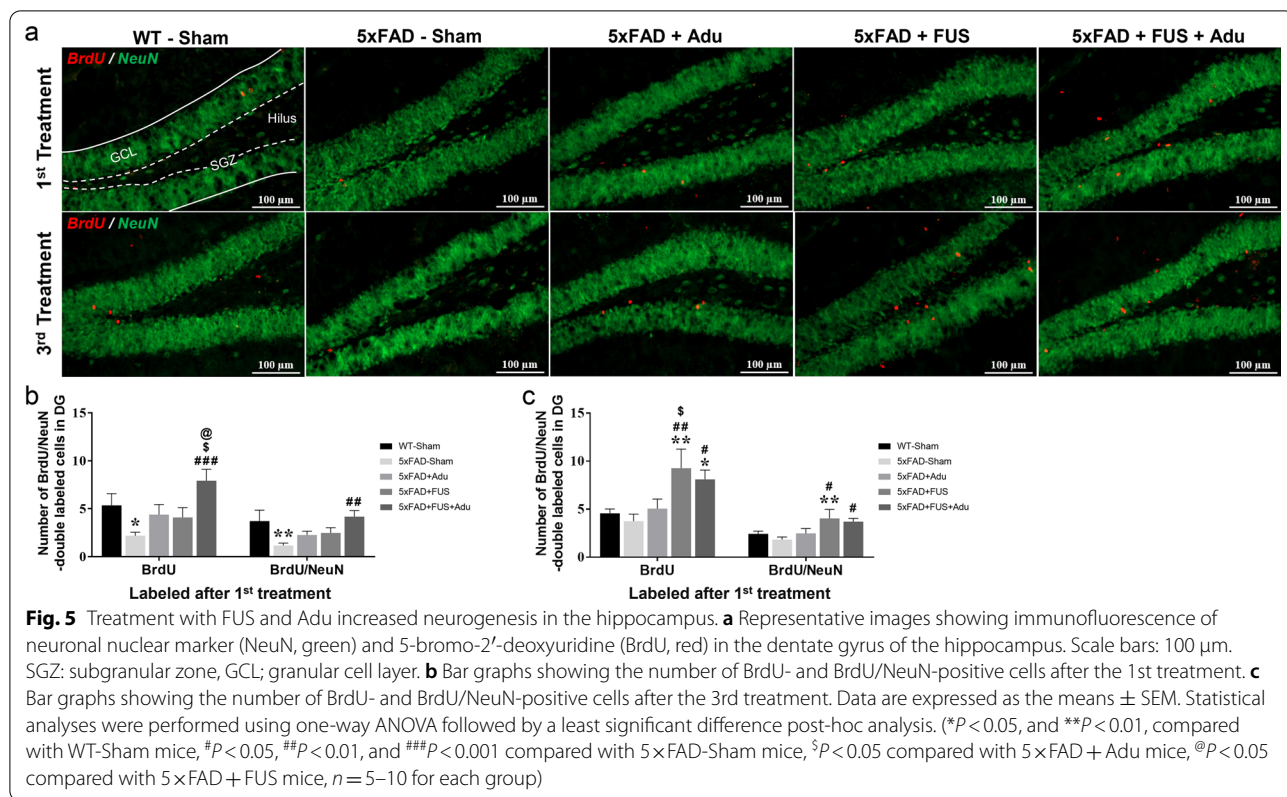 a
WT - Sham
5xFAD - Sham
5xFAD + Adu
5xFAD + FUS
5xFAD + FUS + Adu
1st Treatment
BrdU / NeuN
Hilus
GCL
SGZ
100 µm
100 µm
100 µm
100 µm
100 µm
3rd Treatment
BrdU / NeuN
100 µm
100 µm
100 µm
100 µm
100 µm
b
Number of BrdU/NeuN
-double labeled cells in DG
15
10
5
0
*
@
$
###
**
##
BrdU
BrdU/NeuN
Labeled after 1st treatment
WT-Sham
5xFAD-Sham
5xFAD+Adu
5xFAD+FUS
5xFAD+FUS+Adu
c
Number of BrdU/NeuN
-double labeled cells in DG
15
10
5
0
$
##
**
#
*
#
**
#
BrdU
BrdU/NeuN
Labeled after 1st treatment
WT-Sham
5xFAD-Sham
5xFAD+Adu
5xFAD+FUS
5xFAD+FUS+Adu
Fig. 5 Treatment with FUS and Adu increased neurogenesis in the hippocampus. a Representative images showing immunofluorescence of
neuronal nuclear marker (NeuN, green) and 5-bromo-2′-deoxyuridine (BrdU, red) in the dentate gyrus of the hippocampus. Scale bars: 100 µm.
SGZ: subgranular zone, GCL; granular cell layer. b Bar graphs showing the number of BrdU- and BrdU/NeuN-positive cells after the 1st treatment. c
Bar graphs showing the number of BrdU- and BrdU/NeuN-positive cells after the 3rd treatment. Data are expressed as the means ± SEM. Statistical
analyses were performed using one-way ANOVA followed by a least significant difference post-hoc analysis. (*P < 0.05, and **P < 0.01, compared
with WT-Sham mice, #P < 0.05, ##P < 0.01, and ###P < 0.001 compared with 5×FAD-Sham mice, $P < 0.05 compared with 5×FAD + Adu mice, @P < 0.05
compared with 5×FAD + FUS mice, n = 5–10 for each group)